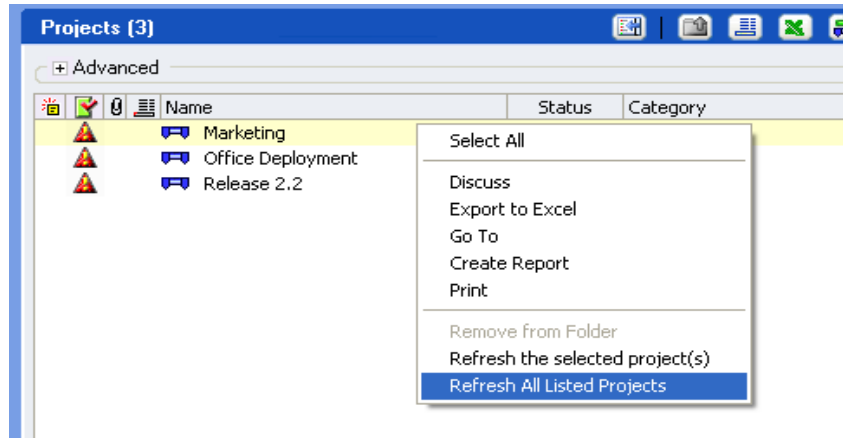 Projects (3)
Advanced
Name Status Category
Marketing
Office Deployment
Release 2.2
Select All
Discuss
Export to Excel
Go To
Create Report
Print
Remove from Folder
Refresh the selected project(s)
Refresh All Listed Projects